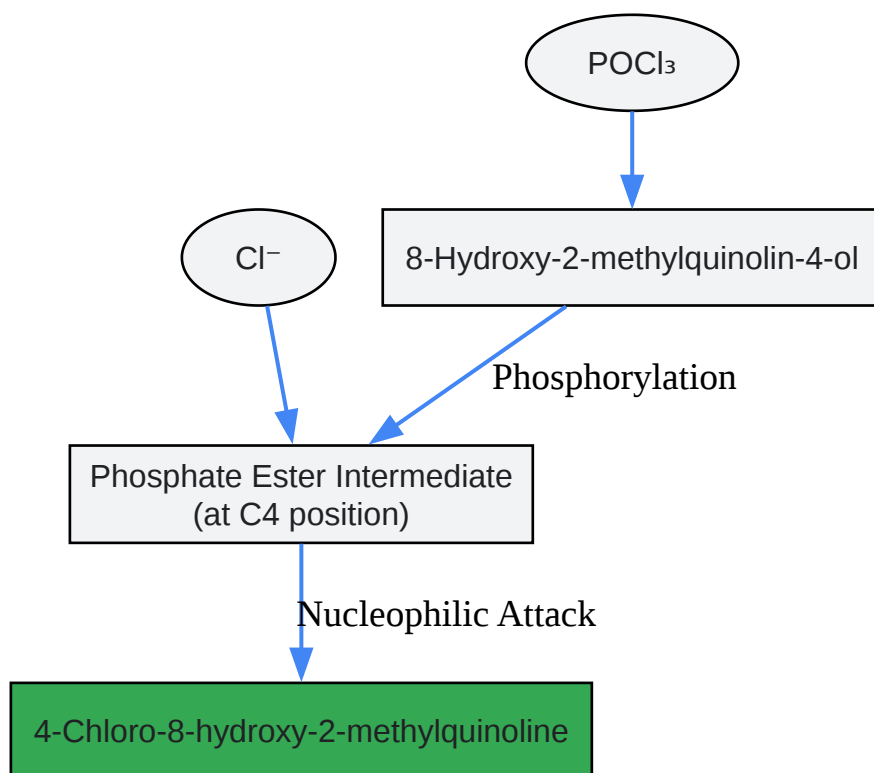 POCl₃
Cl⁻
8-Hydroxy-2-methylquinolin-4-ol
Phosphorylation
Phosphate Ester Intermediate
(at C4 position)
Nucleophilic Attack
4-Chloro-8-hydroxy-2-methylquinoline